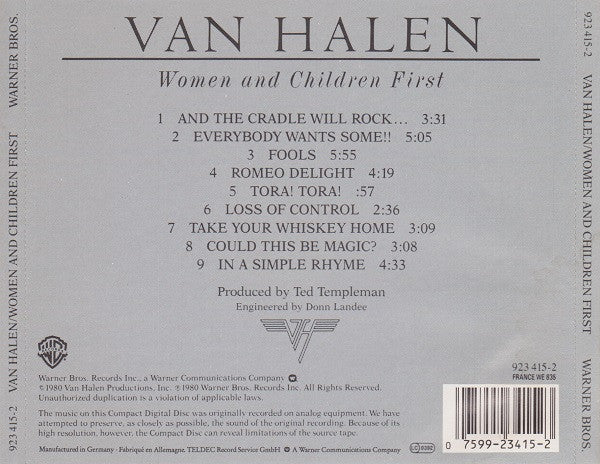 VAN HALEN
Women and Children First
1 AND THE CRADLE WILL ROCK... 3:31
2 EVERYBODY WANTS SOME!! 5:05
3 FOOLS 5:55
4 ROMEO DELIGHT 4:19
5 TORA! TORA! :57
6 LOSS OF CONTROL 2:36
7 TAKE YOUR WHISKEY HOME 3:09
8 COULD THIS BE MAGIC? 3:08
9 IN A SIMPLE RHYME 4:33
Produced by Ted Templeman
Engineered by Donn Landee
VH
WB
923 415-2
FRANCE WE 835
Warner Bros. Records Inc., a Warner Communications Company
© 1980 Van Halen Productions, Inc. ℗ 1980 Warner Bros. Records Inc. All Rights Reserved.
Unauthorized duplication is a violation of applicable laws.
The music on this Compact Digital Disc was originally recorded on analog equipment. We have
attempted to preserve, as closely as possible, the sound of the original recording. Because of its
high resolution, however, the Compact Disc can reveal limitations of the source tape.
Manufactured in Germany · Fabriqué en Allemagne. TELDEC Record Service GmbH A Warner Communications Company
LC 0392
0 7599-23415-2
923 415-2 VAN HALEN/WOMEN AND CHILDREN FIRST WARNER BROS.
923 415-2 VAN HALEN/WOMEN AND CHILDREN FIRST WARNER BROS.